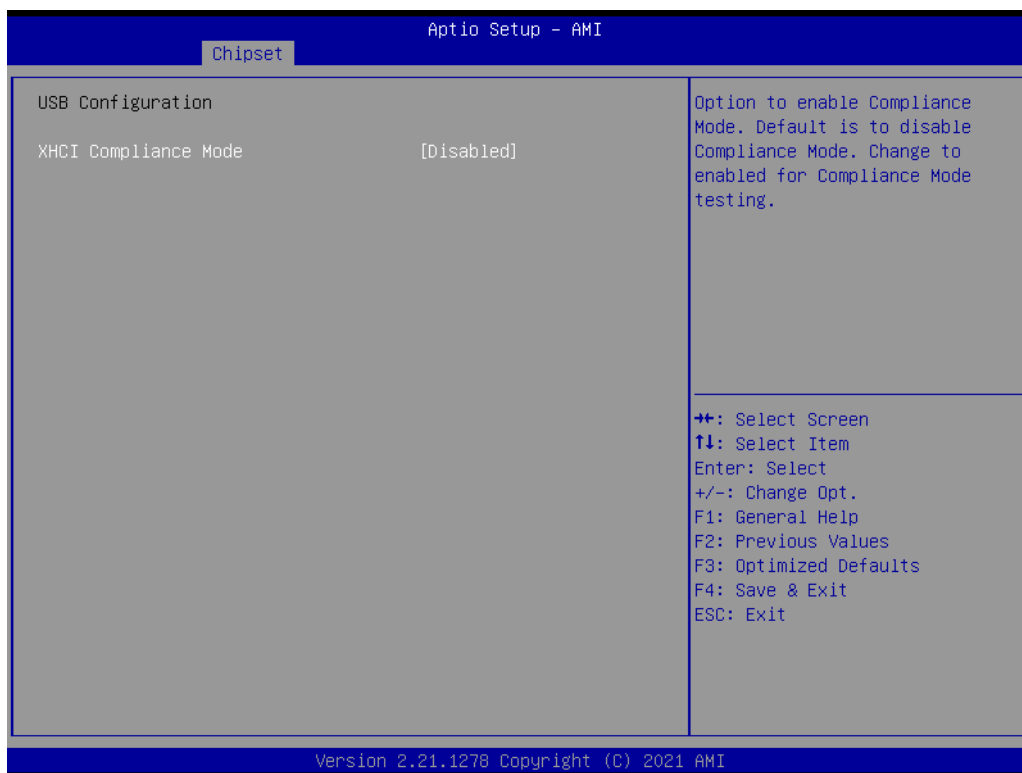 Aptio Setup – AMI
Chipset
USB Configuration
XHCI Compliance Mode [Disabled]
Option to enable Compliance
Mode. Default is to disable
Compliance Mode. Change to
enabled for Compliance Mode
testing.
→←: Select Screen
↑↓: Select Item
Enter: Select
+/-: Change Opt.
F1: General Help
F2: Previous Values
F3: Optimized Defaults
F4: Save & Exit
ESC: Exit
Version 2.21.1278 Copyright (C) 2021 AMI